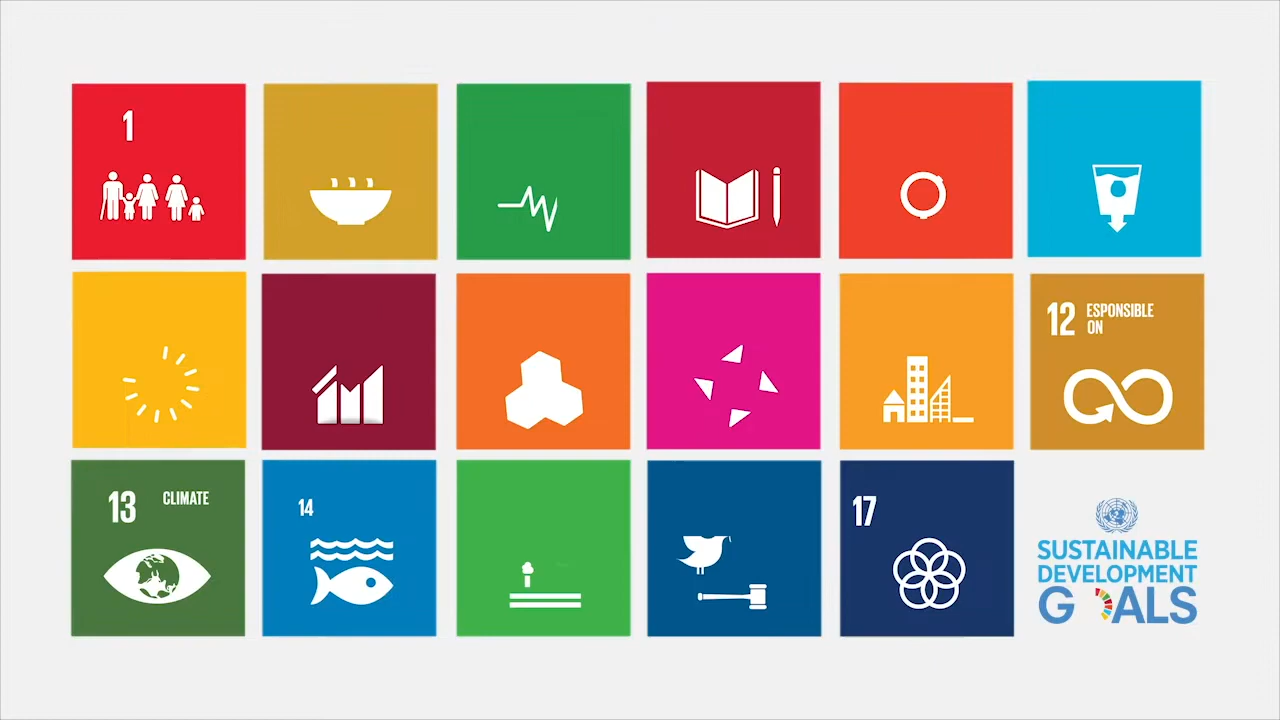 1
12 ESPONSIBLE
ON
13 CLIMATE
14
17
SUSTAINABLE
DEVELOPMENT
G ALS